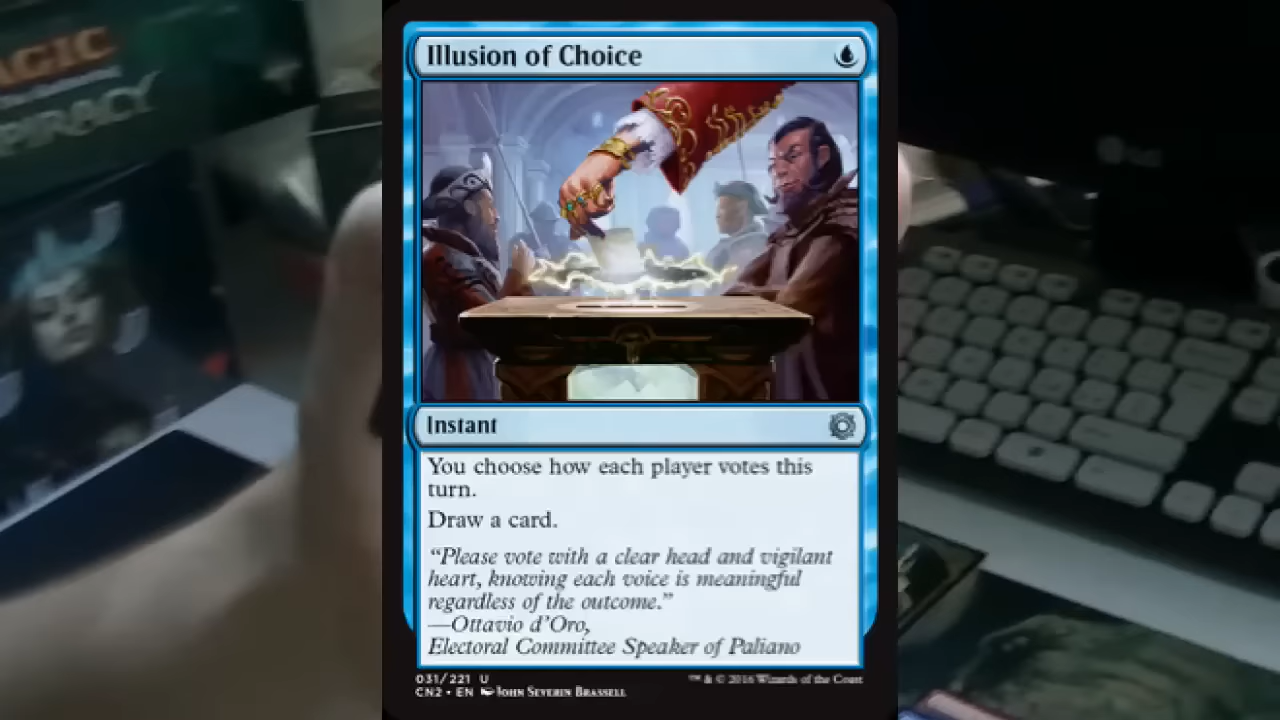 AGIC
PIRACY
Illusion of Choice
Instant
You choose how each player votes this
turn.
Draw a card.
“Please vote with a clear head and vigilant
heart, knowing each voice is meaningful
regardless of the outcome.”
—Ottavio d’Oro,
Electoral Committee Speaker of Paliano
031/221 U
™ & © 2016 Wizards of the Coast
CN2 • EN John Severin Brassell